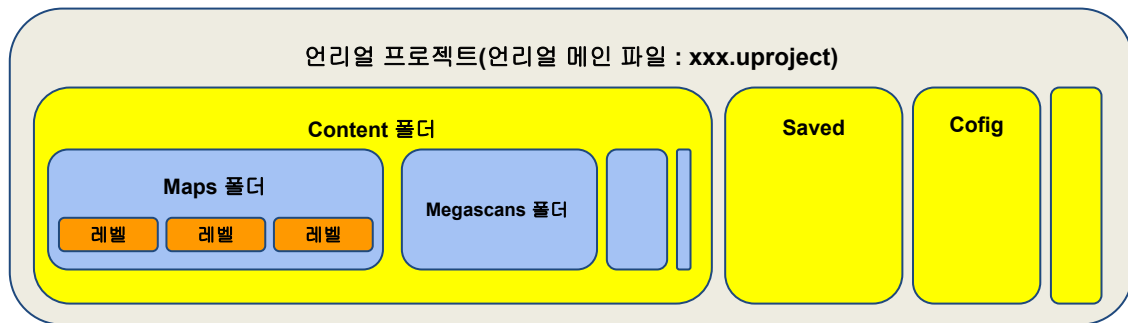 언리얼 프로젝트(언리얼 메인 파일 : xxx.uproject)
Content 폴더
Saved
Cofig
Maps 폴더
Megascans 폴더
레벨
레벨
레벨